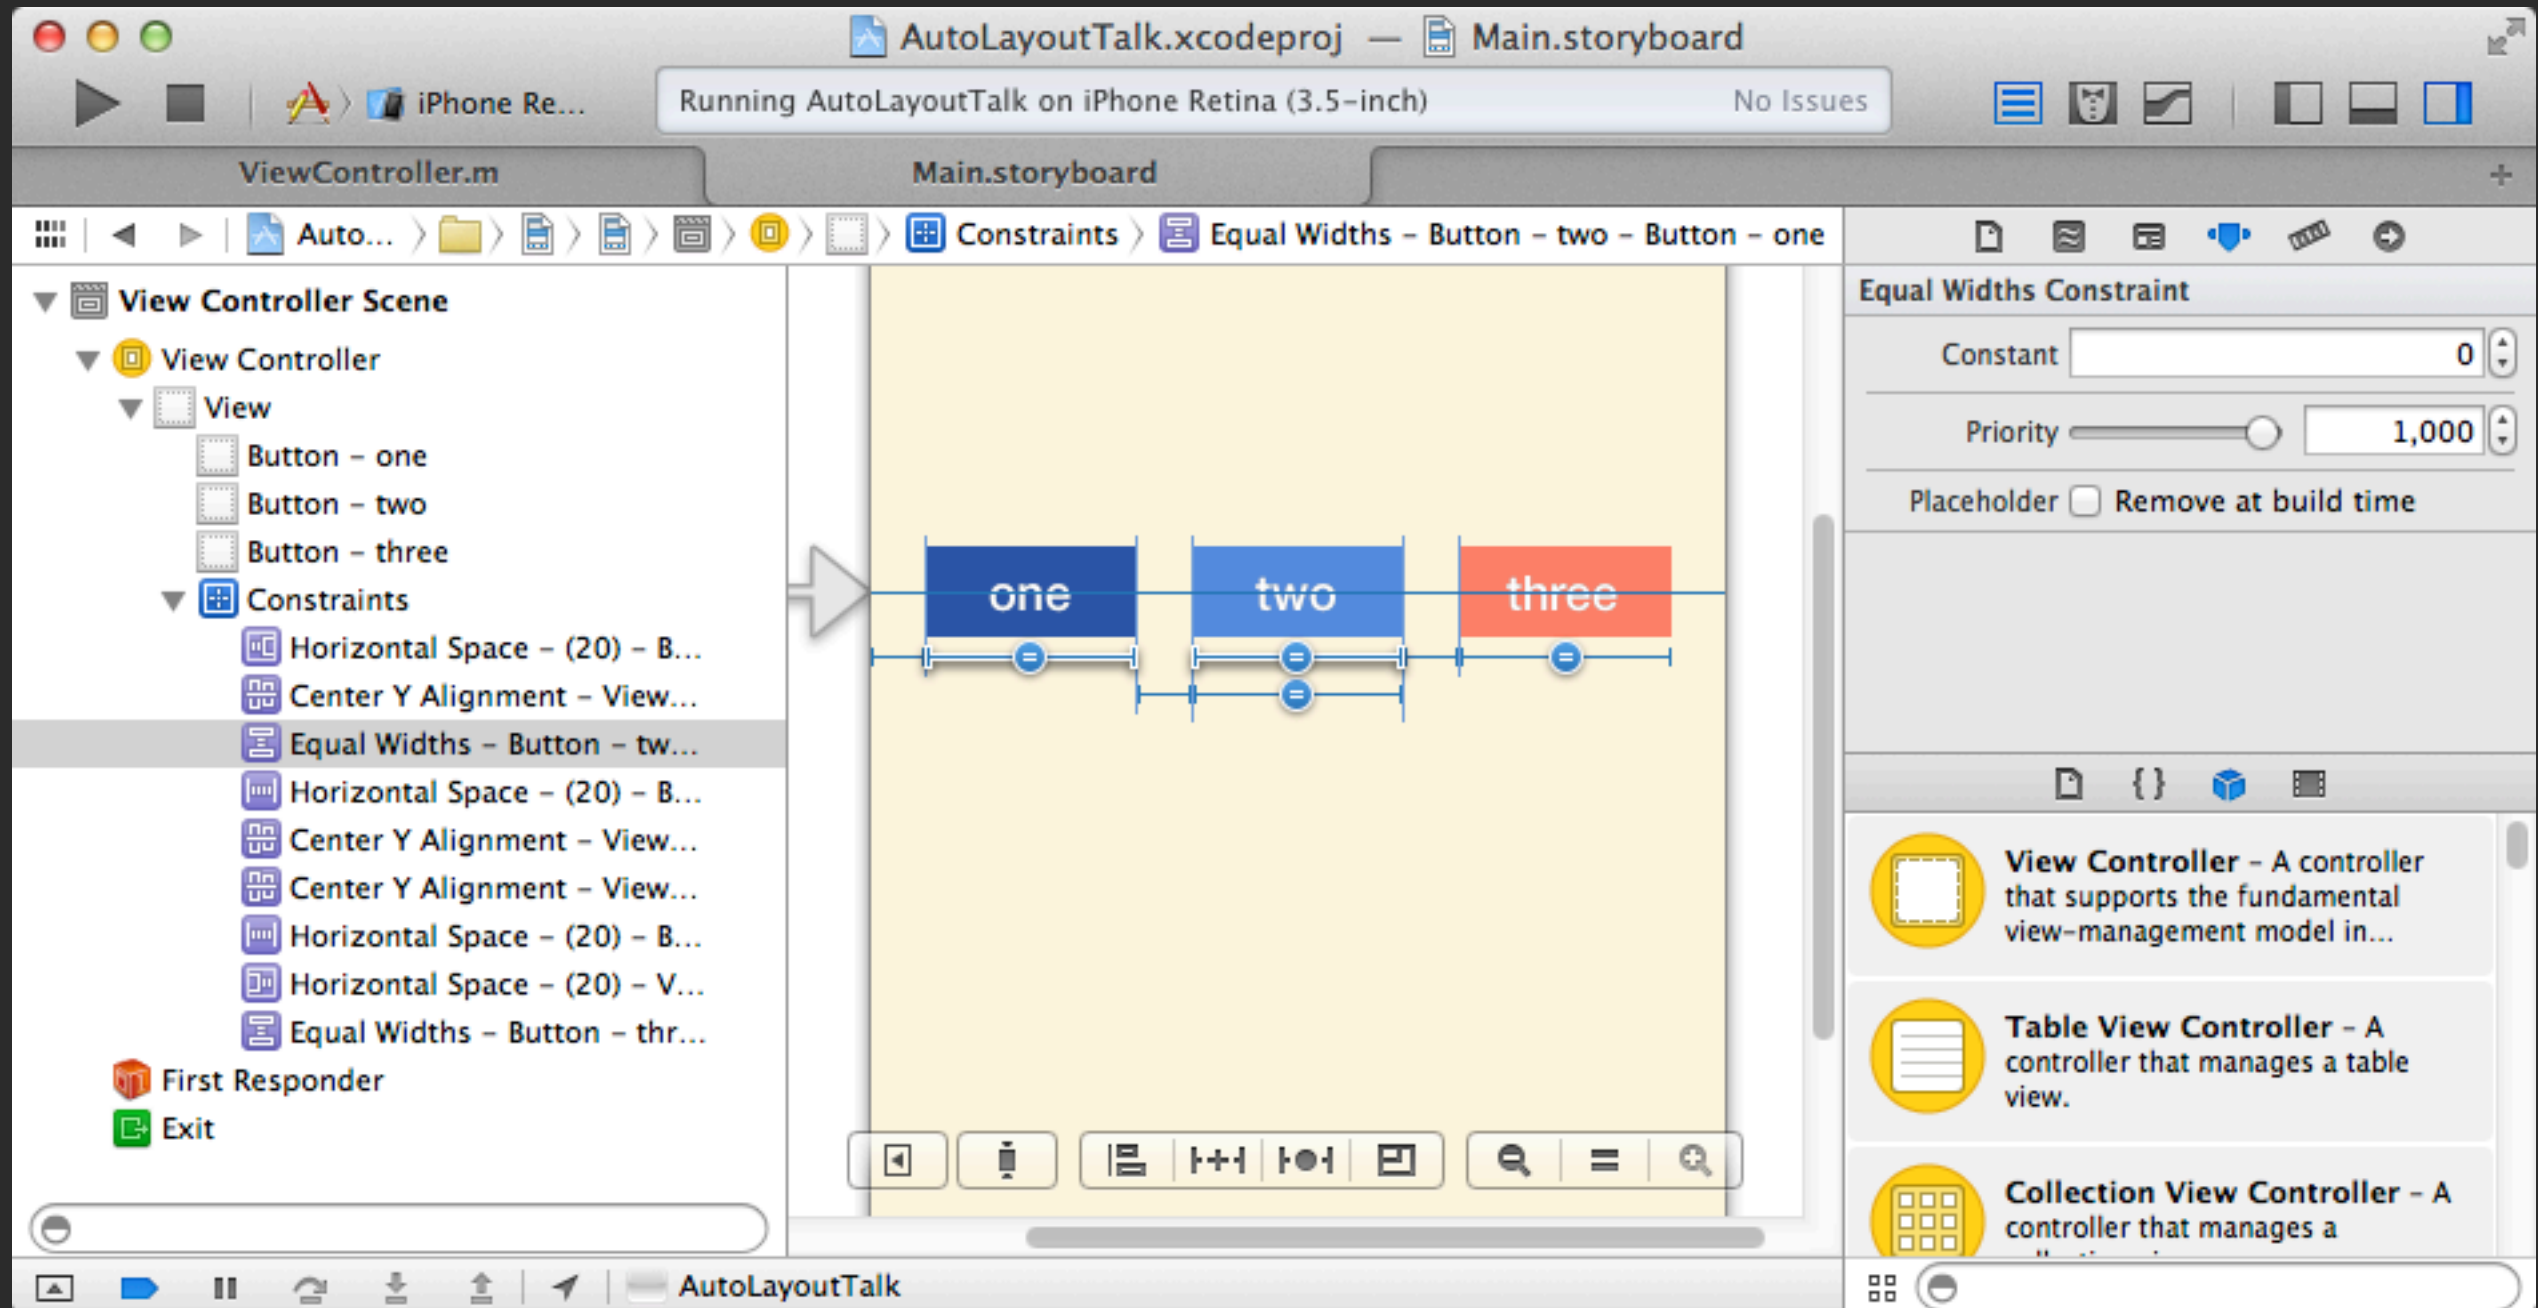 AutoLayoutTalk.xcodeproj — Main.storyboard
iPhone Re...
Running AutoLayoutTalk on iPhone Retina (3.5-inch)
No Issues
ViewController.m
Main.storyboard
Auto...
Constraints
Equal Widths – Button – two – Button – one
View Controller Scene
View Controller
View
Button – one
Button – two
Button – three
Constraints
Horizontal Space – (20) – B...
Center Y Alignment – View...
Equal Widths – Button – tw...
Horizontal Space – (20) – B...
Center Y Alignment – View...
Center Y Alignment – View...
Horizontal Space – (20) – B...
Horizontal Space – (20) – V...
Equal Widths – Button – thr...
First Responder
Exit
one
two
three
Equal Widths Constraint
Constant 0
Priority 1,000
Placeholder Remove at build time
View Controller – A controller
that supports the fundamental
view-management model in...
Table View Controller – A
controller that manages a table
view.
Collection View Controller – A
controller that manages a
AutoLayoutTalk